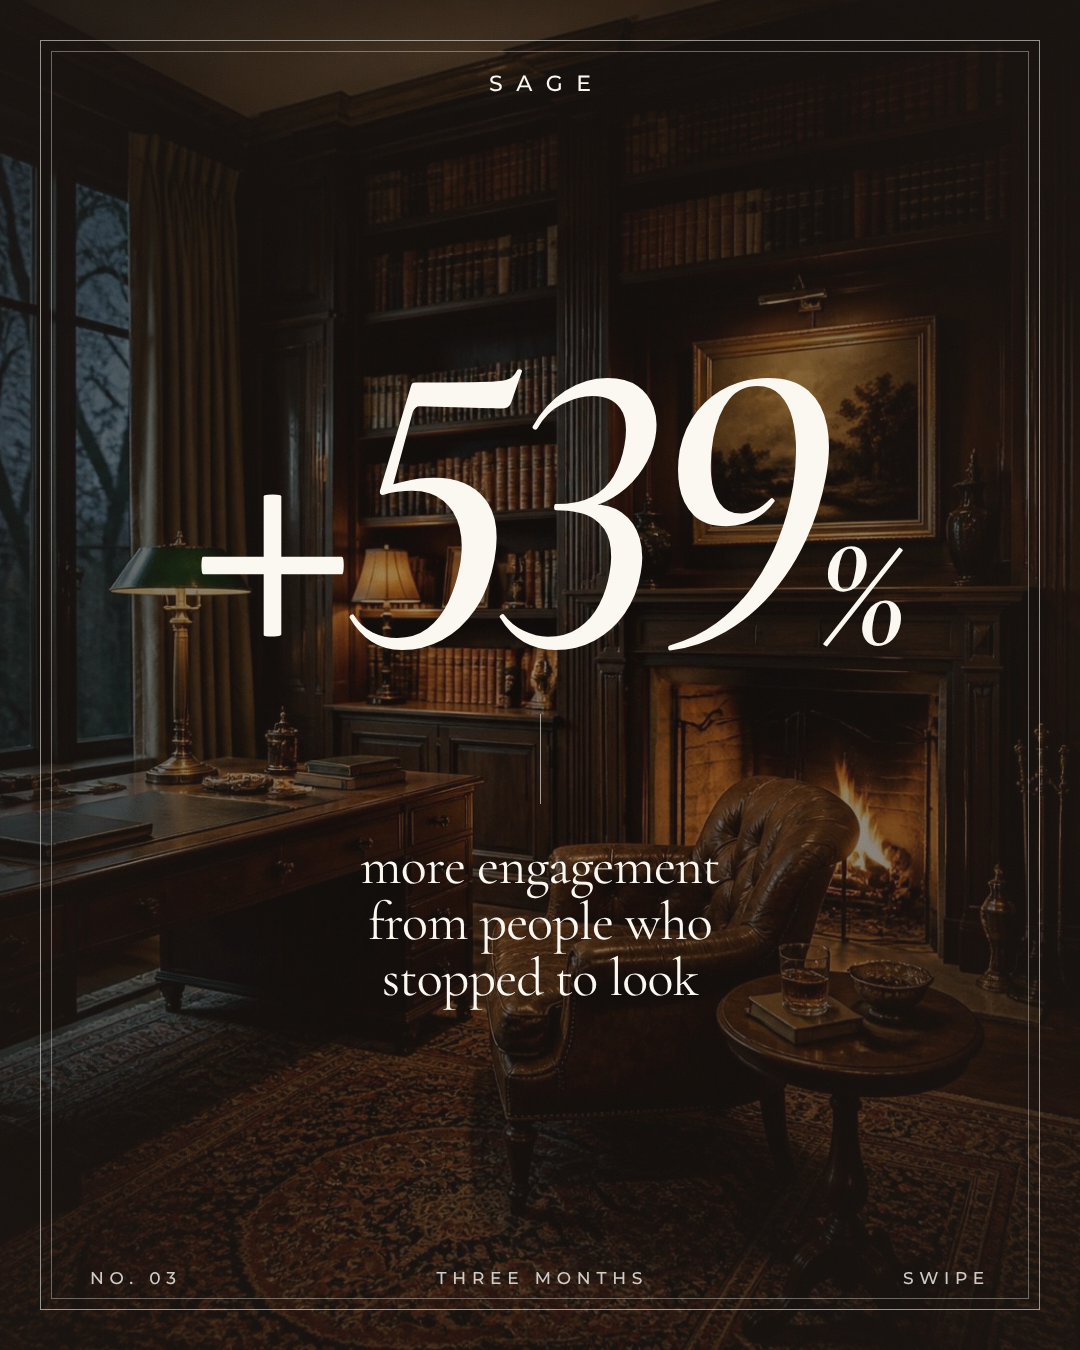 SAGE
+539%
more engagement
from people who
stopped to look
NO. 03
THREE MONTHS
SWIPE